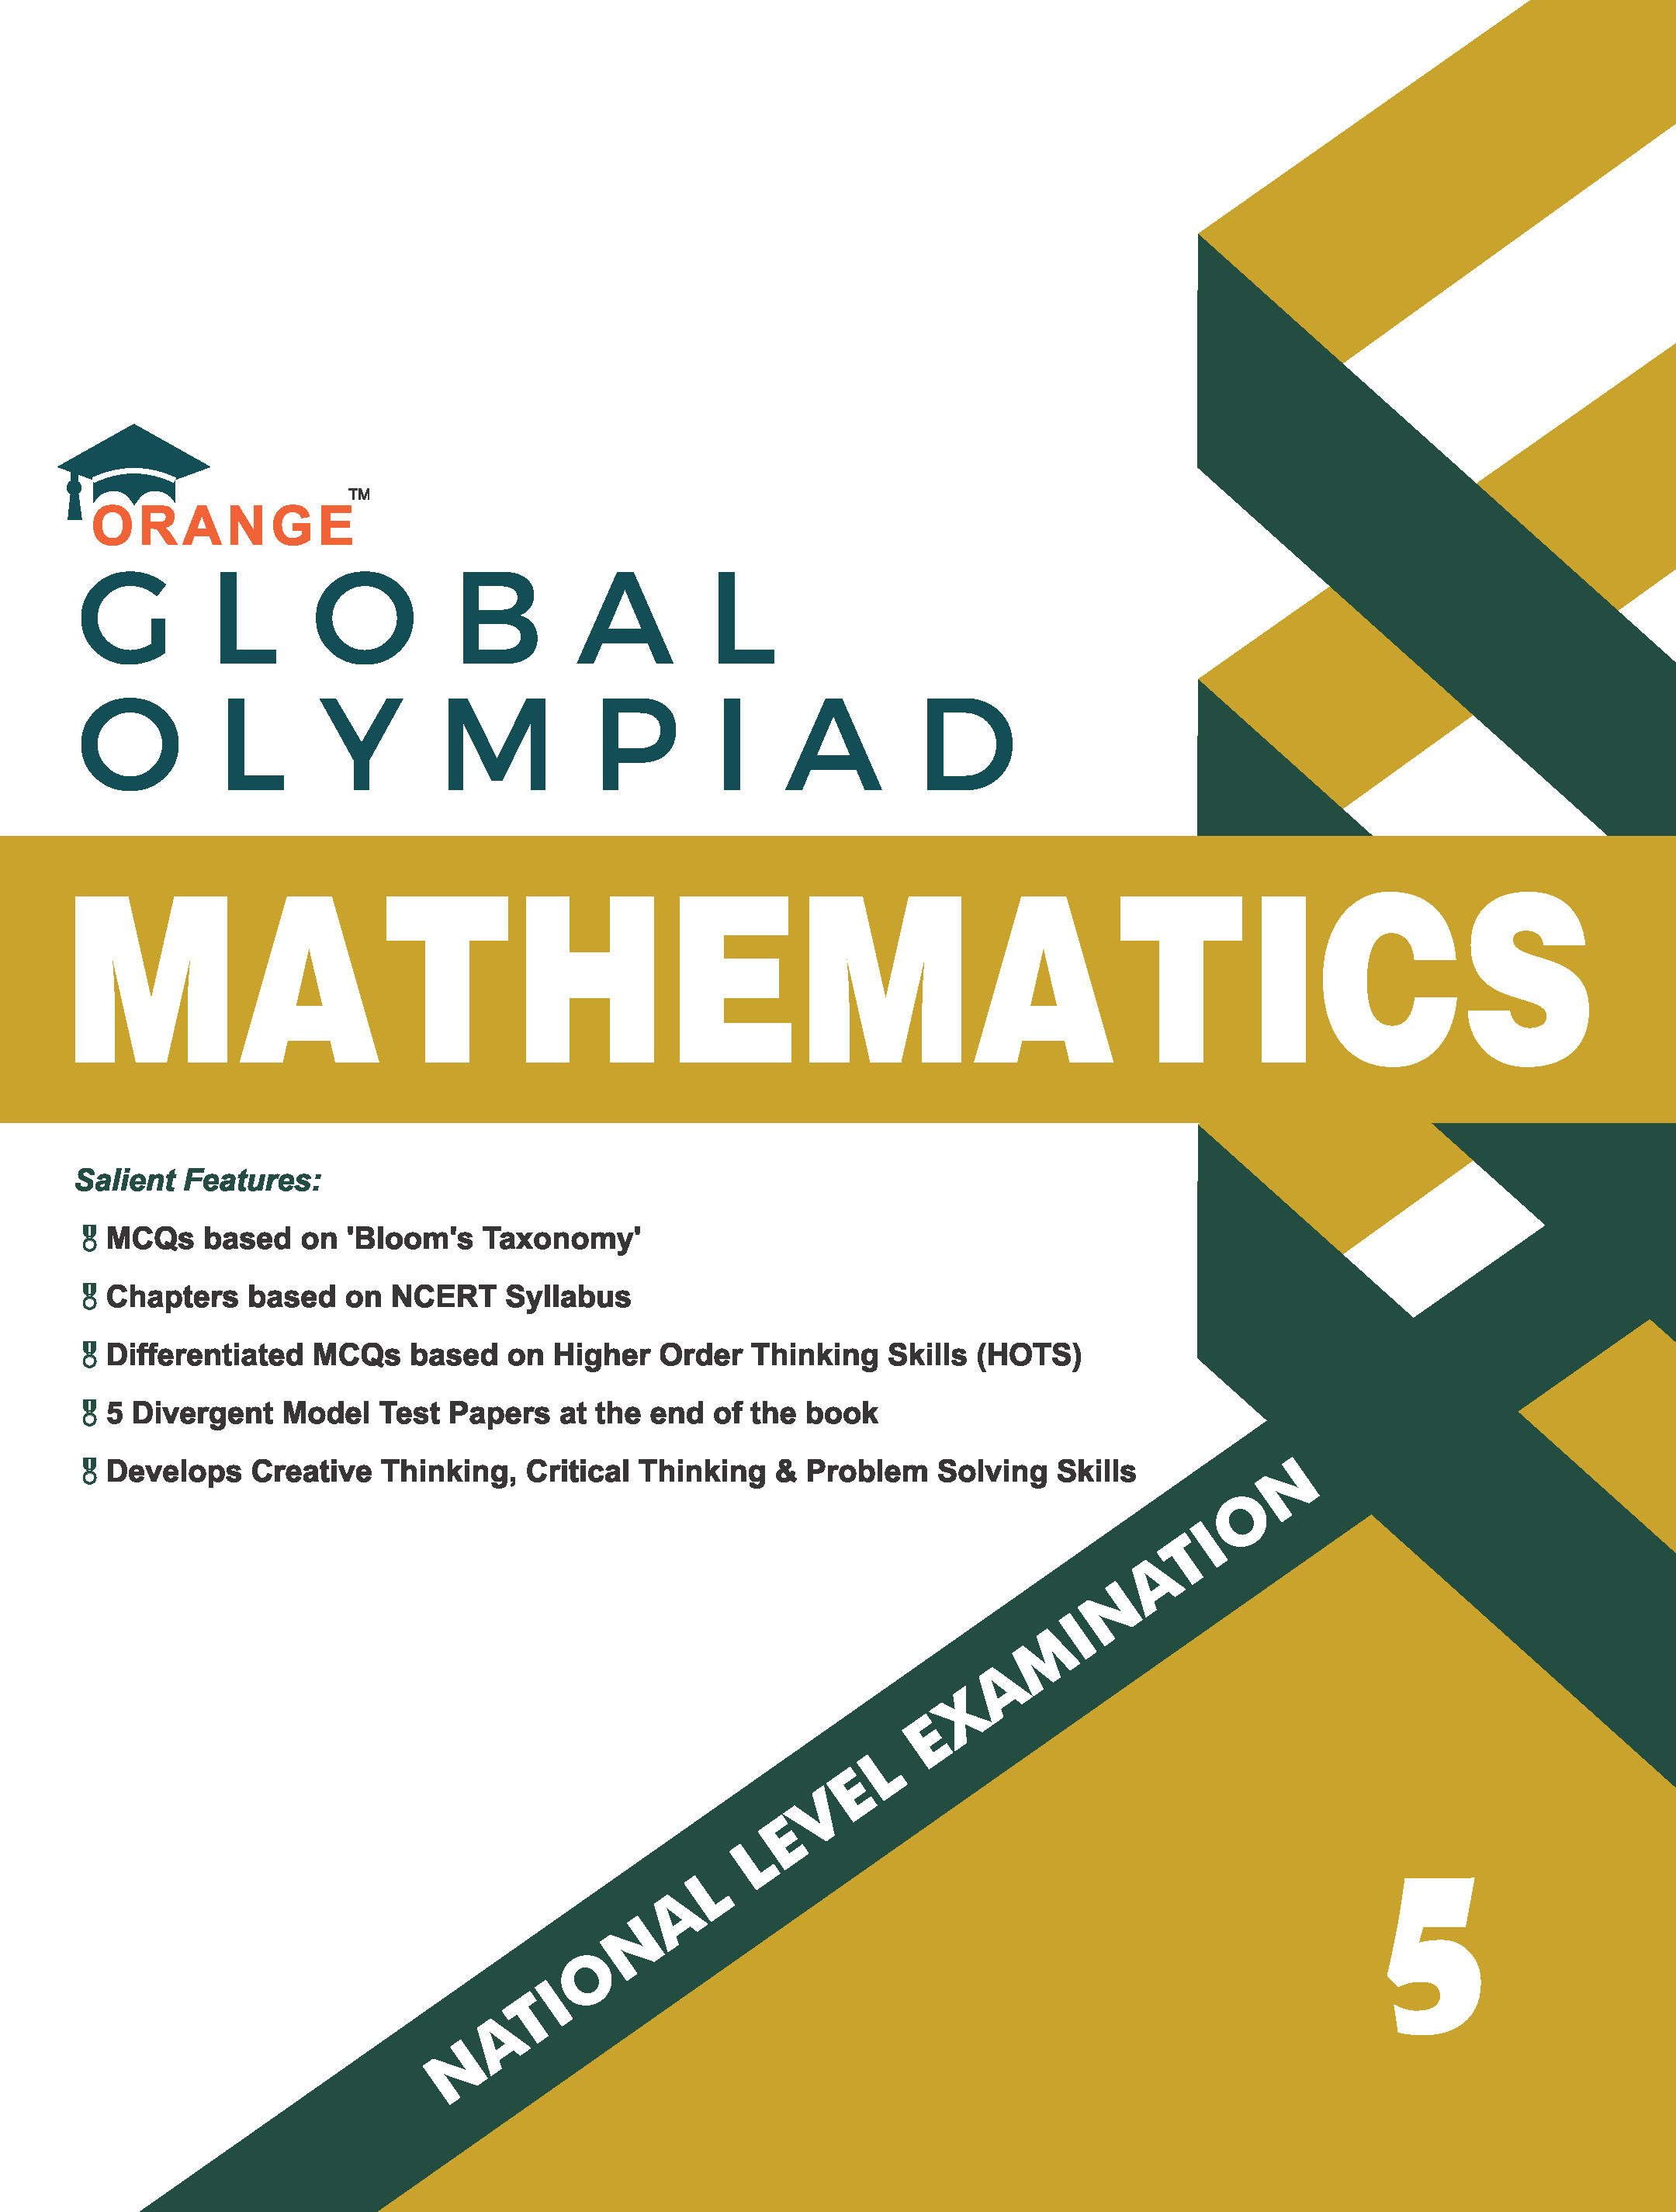 ORANGE™
GLOBAL
OLYMPIAD
MATHEMATICS
Salient Features:
MCQs based on 'Bloom's Taxonomy'
Chapters based on NCERT Syllabus
Differentiated MCQs based on Higher Order Thinking Skills (HOTS)
5 Divergent Model Test Papers at the end of the book
Develops Creative Thinking, Critical Thinking & Problem Solving Skills
NATIONAL LEVEL EXAMINATION
5